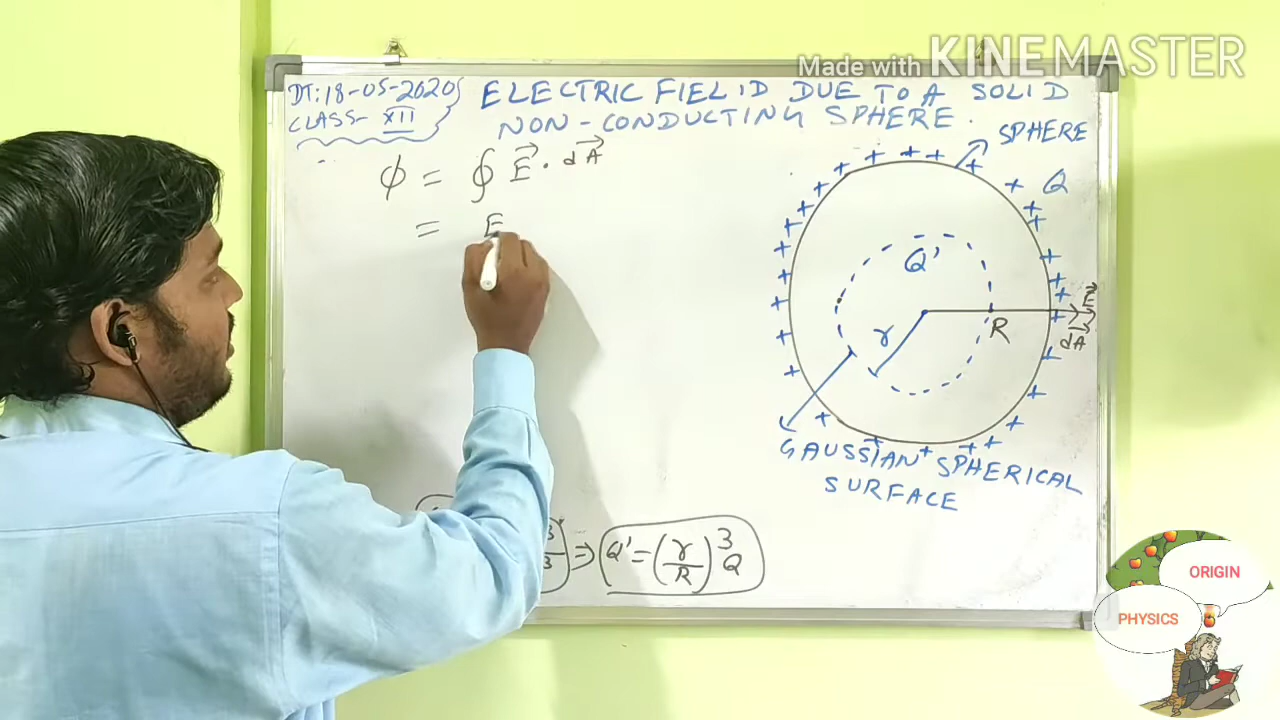 Made with KINEMASTER
DT: 18-05-2020
CLASS- XII
ELECTRIC FIELD DUE TO A SOLID
NON-CONDUCTING SPHERE.
SPHERE
Q
ϕ = ∮ E⃗ · dA⃗
= E
Q'
r
R
E⃗
dA⃗
GAUSSIAN SPHERICAL
SURFACE
⇒ Q' = (r/R)³ Q
ORIGIN
PHYSICS